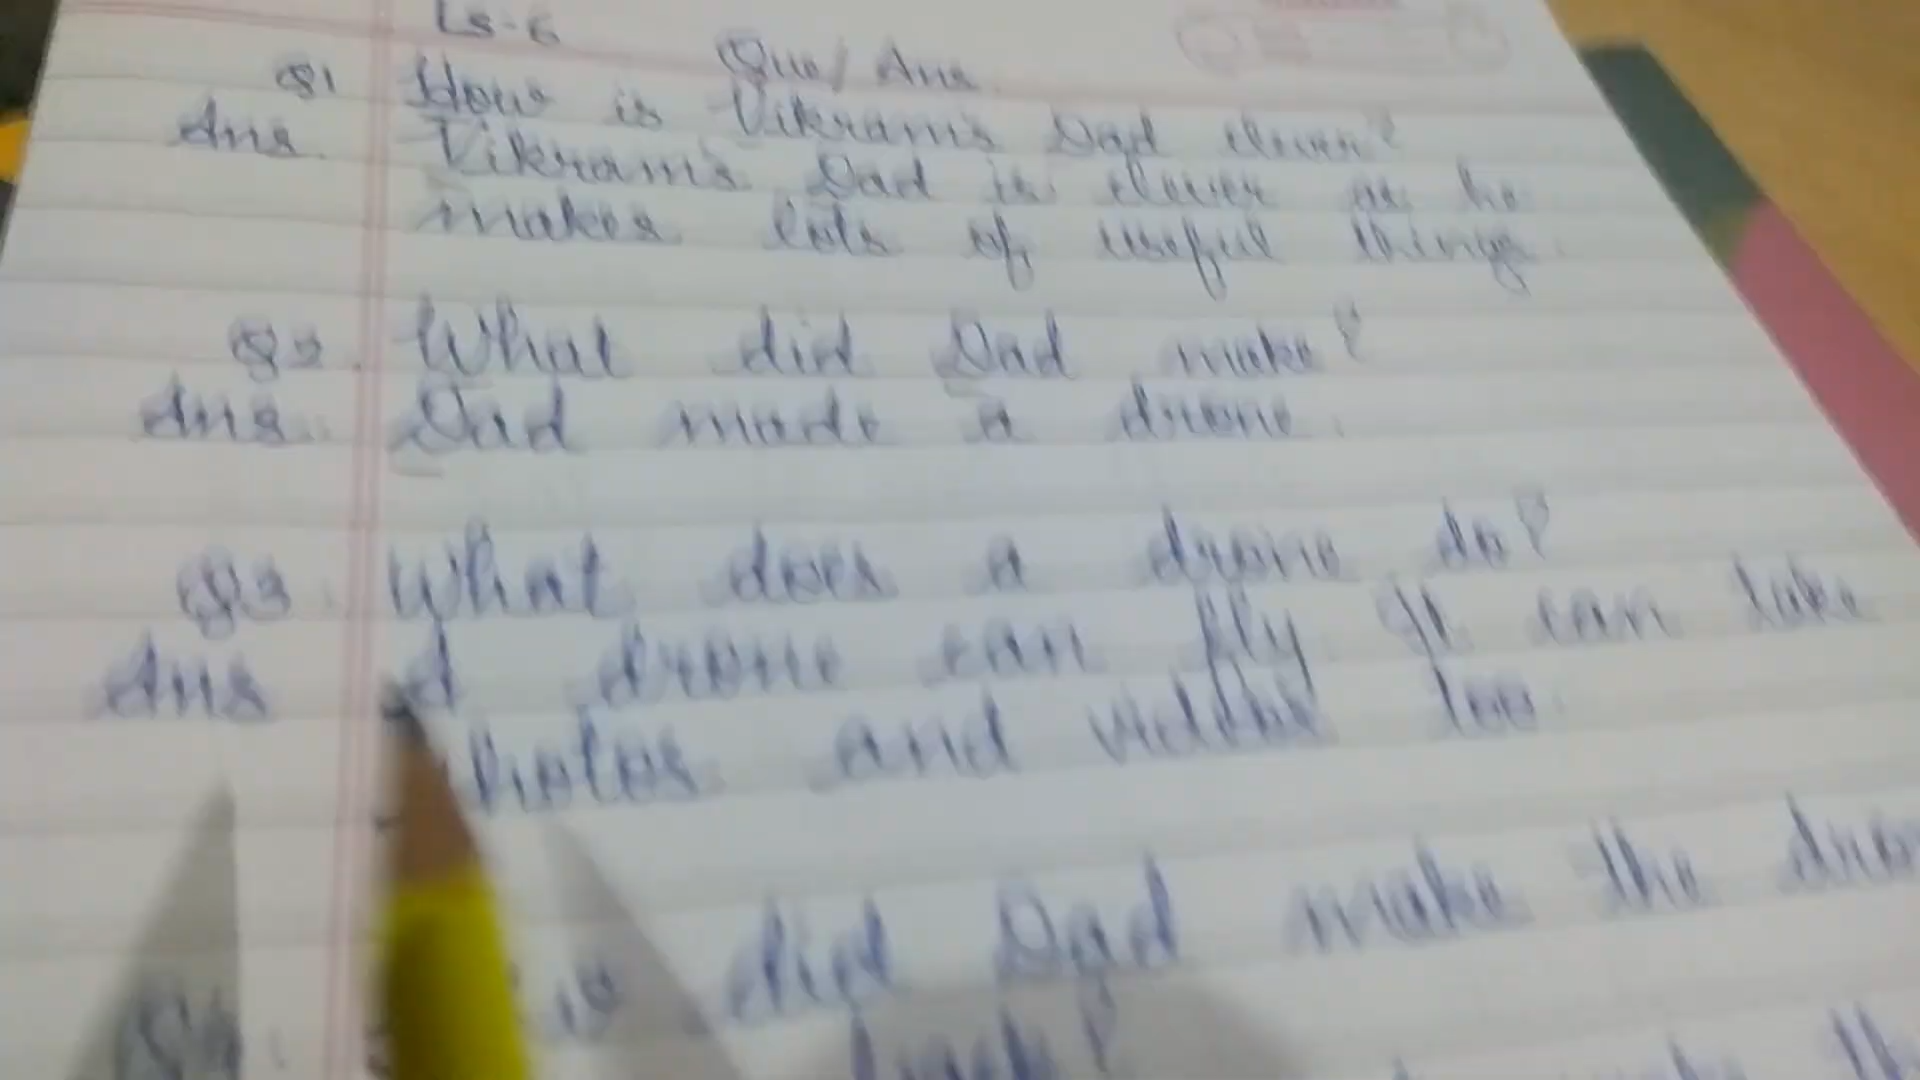 Ls-6
Que/Ans
Q1 How is Vikram's Dad clever?
Ans. Vikram's Dad is clever as he
makes lots of useful things.
Q2. What did Dad make?
Ans. Dad made a drone.
Q3. What does a drone do?
Ans A drone can fly. It can take
photos and videos too.
did Dad make the